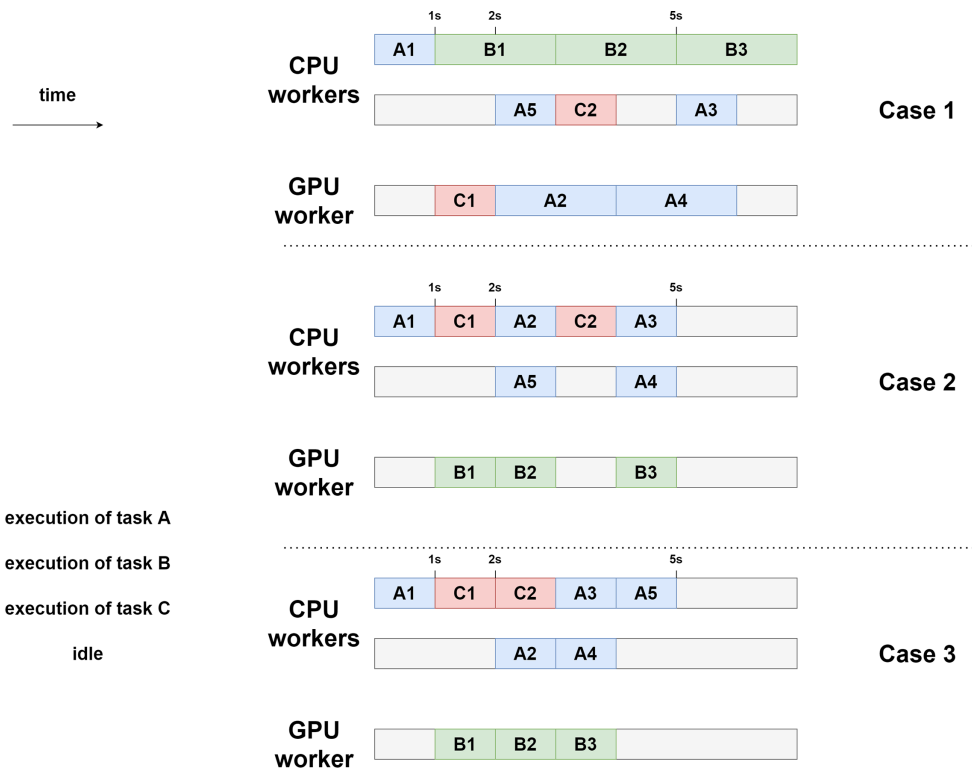 1s 2s 5s
A1 B1 B2 B3
CPU
workers
time
A5 C2 A3
Case 1
GPU
worker
C1 A2 A4
1s 2s 5s
A1 C1 A2 C2 A3
CPU
workers
A5 A4
Case 2
GPU
worker
B1 B2 B3
execution of task A
execution of task B
execution of task C
idle
1s 2s 5s
A1 C1 C2 A3 A5
CPU
workers
A2 A4
Case 3
GPU
worker
B1 B2 B3